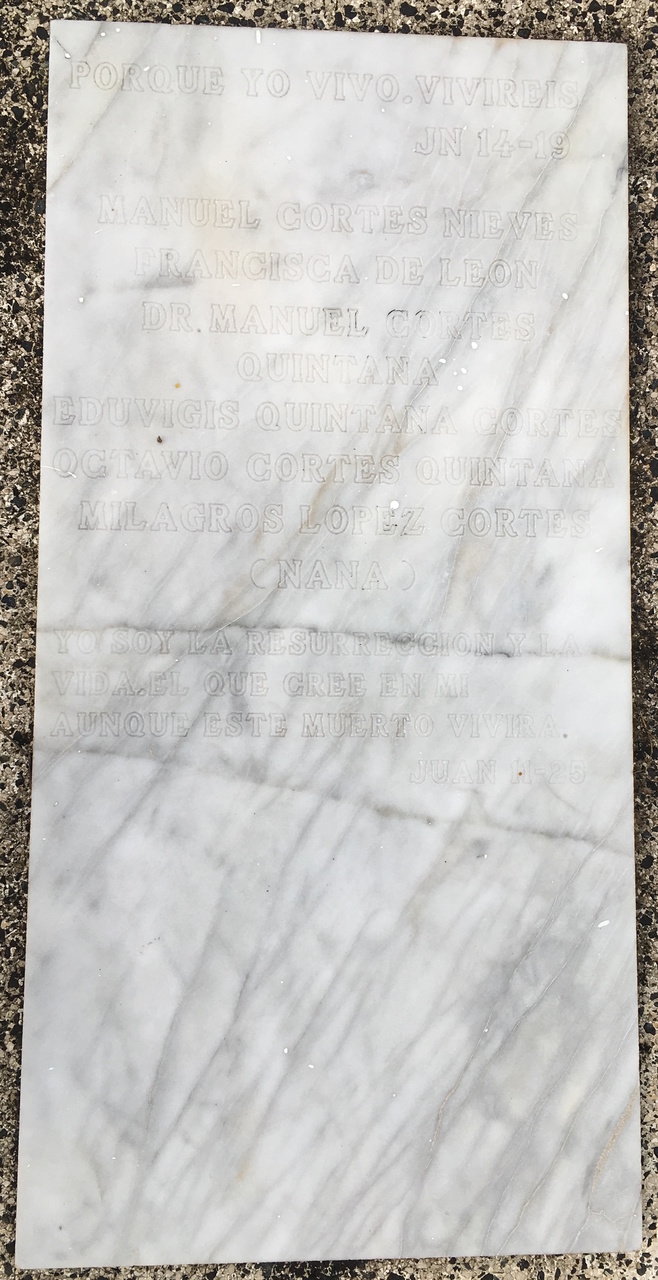 PORQUE YO VIVO.VIVIREIS
JN 14-19
MANUEL CORTES NIEVES
FRANCISCA DE LEON
DR.MANUEL CORTES
QUINTANA
EDUVIGIS QUINTANA CORTES
OCTAVIO CORTES QUINTANA
MILAGROS LOPEZ CORTES
(NANA)
YO SOY LA RESURRECCION Y LA
VIDA.EL QUE CREE EN MI
AUNQUE ESTE MUERTO VIVIRA.
JUAN 11-25